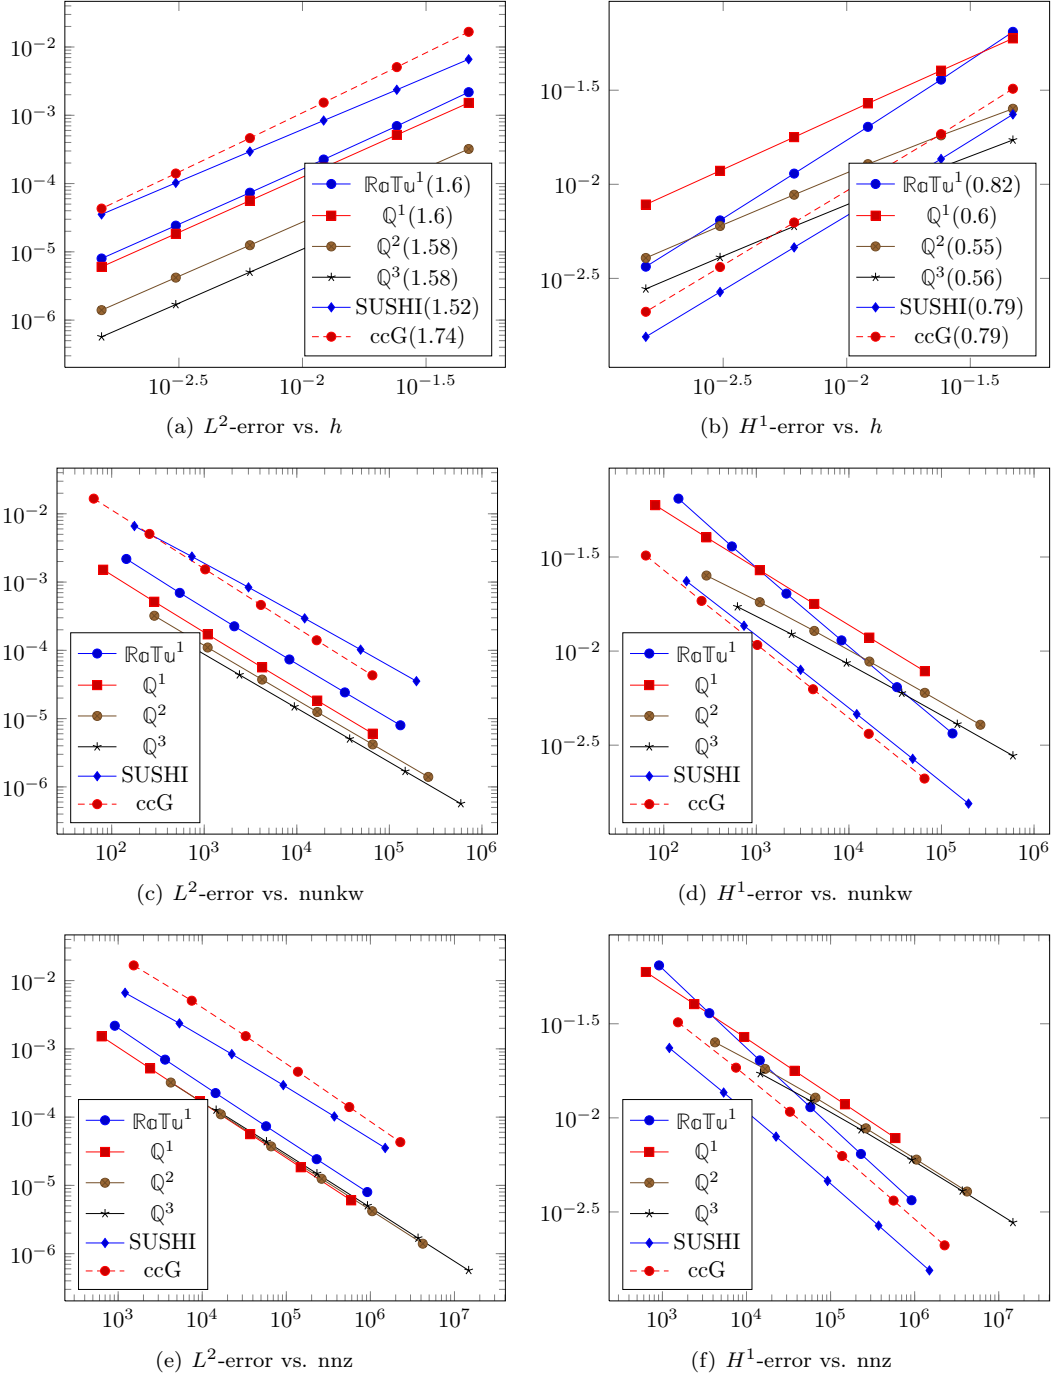 10^−2
10^−3
10^−4
10^−5
10^−6
ℝ𝕒𝕋𝕦^1(1.6)
ℚ^1(1.6)
ℚ^2(1.58)
ℚ^3(1.58)
SUSHI(1.52)
ccG(1.74)
10^−2.5 10^−2 10^−1.5
(a) L^2-error vs. h
10^−1.5
10^−2
10^−2.5
ℝ𝕒𝕋𝕦^1(0.82)
ℚ^1(0.6)
ℚ^2(0.55)
ℚ^3(0.56)
SUSHI(0.79)
ccG(0.79)
10^−2.5 10^−2 10^−1.5
(b) H^1-error vs. h
10^−2
10^−3
10^−4
10^−5
10^−6
ℝ𝕒𝕋𝕦^1
ℚ^1
ℚ^2
ℚ^3
SUSHI
ccG
10^2 10^3 10^4 10^5 10^6
(c) L^2-error vs. nunkw
10^−1.5
10^−2
10^−2.5
ℝ𝕒𝕋𝕦^1
ℚ^1
ℚ^2
ℚ^3
SUSHI
ccG
10^2 10^3 10^4 10^5 10^6
(d) H^1-error vs. nunkw
10^−2
10^−3
10^−4
10^−5
10^−6
ℝ𝕒𝕋𝕦^1
ℚ^1
ℚ^2
ℚ^3
SUSHI
ccG
10^3 10^4 10^5 10^6 10^7
(e) L^2-error vs. nnz
10^−1.5
10^−2
10^−2.5
ℝ𝕒𝕋𝕦^1
ℚ^1
ℚ^2
ℚ^3
SUSHI
ccG
10^3 10^4 10^5 10^6 10^7
(f) H^1-error vs. nnz